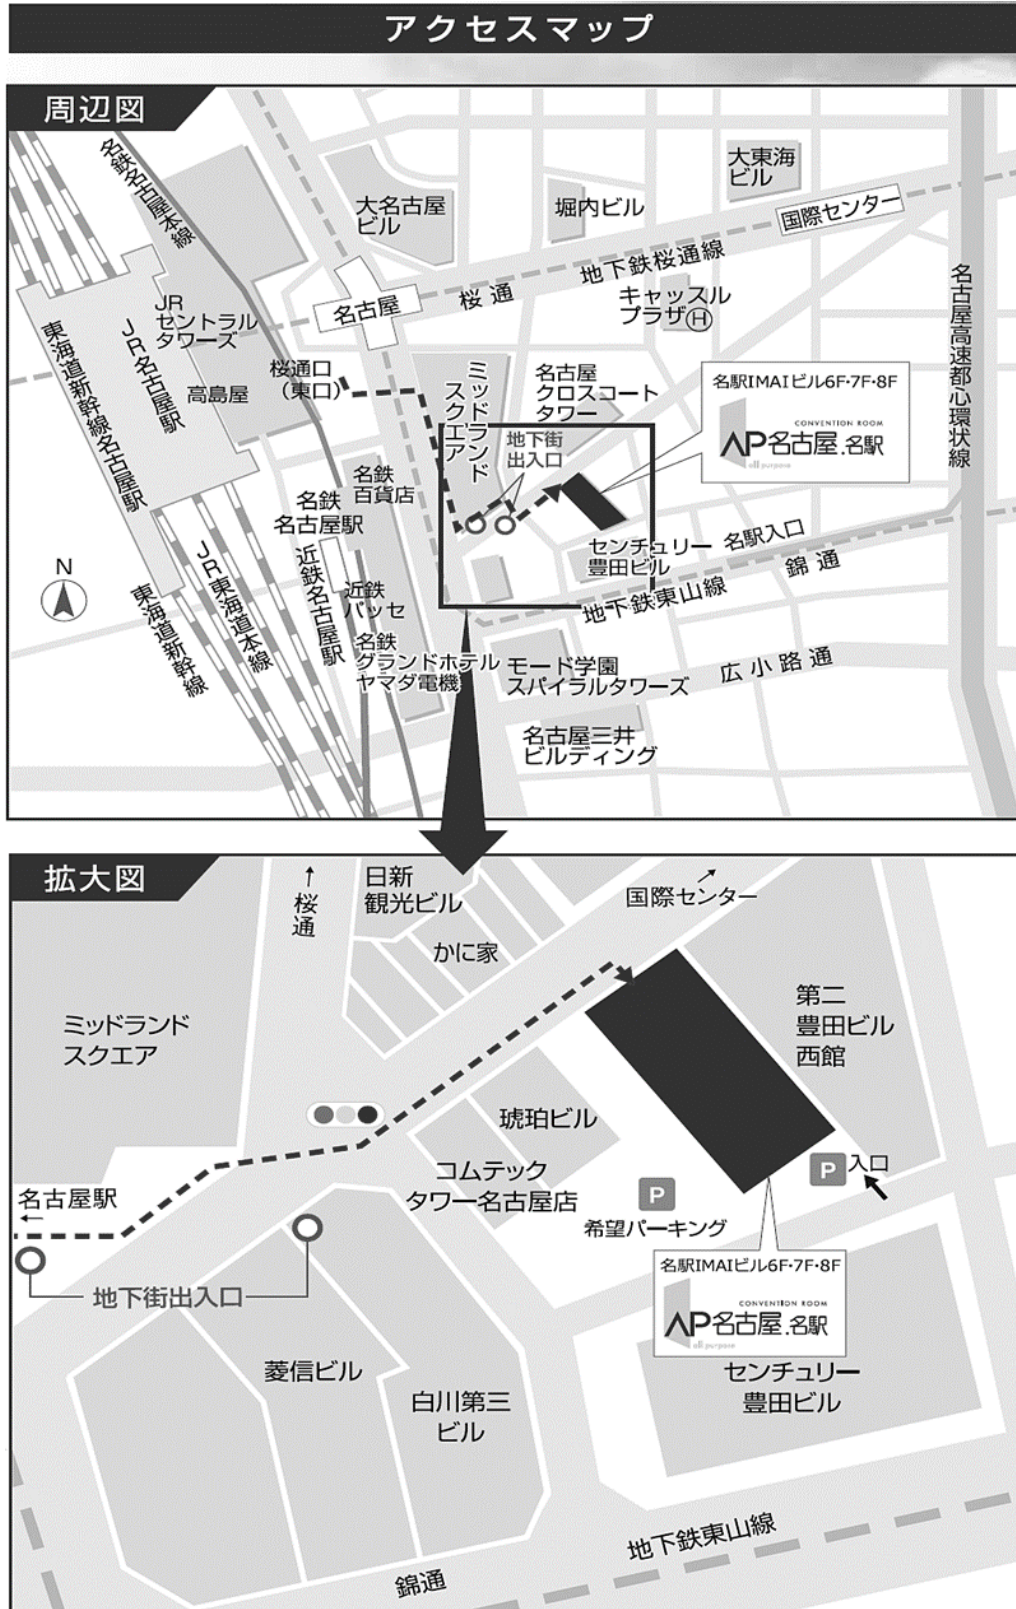 アクセスマップ
周辺図
名鉄名古屋本線
大名古屋
ビル
堀内ビル
大東海
ビル
国際センター
地下鉄桜通線
桜通
名古屋
キャッスル
プラザ H
名古屋高速都心環状線
JR
セントラル
タワーズ
JR名古屋駅
東海道新幹線名古屋駅
高島屋
桜通口
(東口)
ミッドランド
スクエア
名古屋
クロスコート
タワー
名駅IMAIビル6F・7F・8F
CONVENTION ROOM
AP名古屋.名駅
all purpose
地下街
出入口
名鉄
百貨店
名鉄
名古屋駅
近鉄名古屋駅
センチュリー
豊田ビル
名駅入口
錦通
地下鉄東山線
N
東海道新幹線
JR東海道本線
近鉄
パッセ
名鉄
グランドホテル
ヤマダ電機
モード学園
スパイラルタワーズ
広小路通
名古屋三井
ビルディング
拡大図
桜通
日新
観光ビル
かに家
国際センター
ミッドランド
スクエア
第二
豊田ビル
西館
琥珀ビル
コムテック
タワー名古屋店
P 入口
P
希望パーキング
名古屋駅
地下街出入口
名駅IMAIビル6F・7F・8F
CONVENTION ROOM
AP名古屋.名駅
all purpose
菱信ビル
白川第三
ビル
センチュリー
豊田ビル
地下鉄東山線
錦通